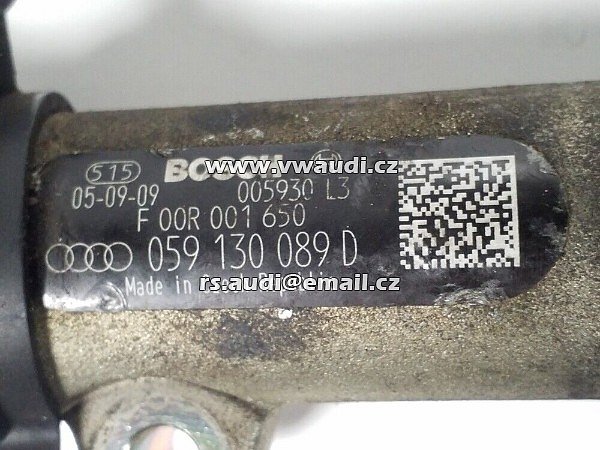 www.vwaudi.cz
515 BOSCH
05-09-09 005930 L3
F 00R 001 650
059 130 089 D
Made in
rs.audi@email.cz